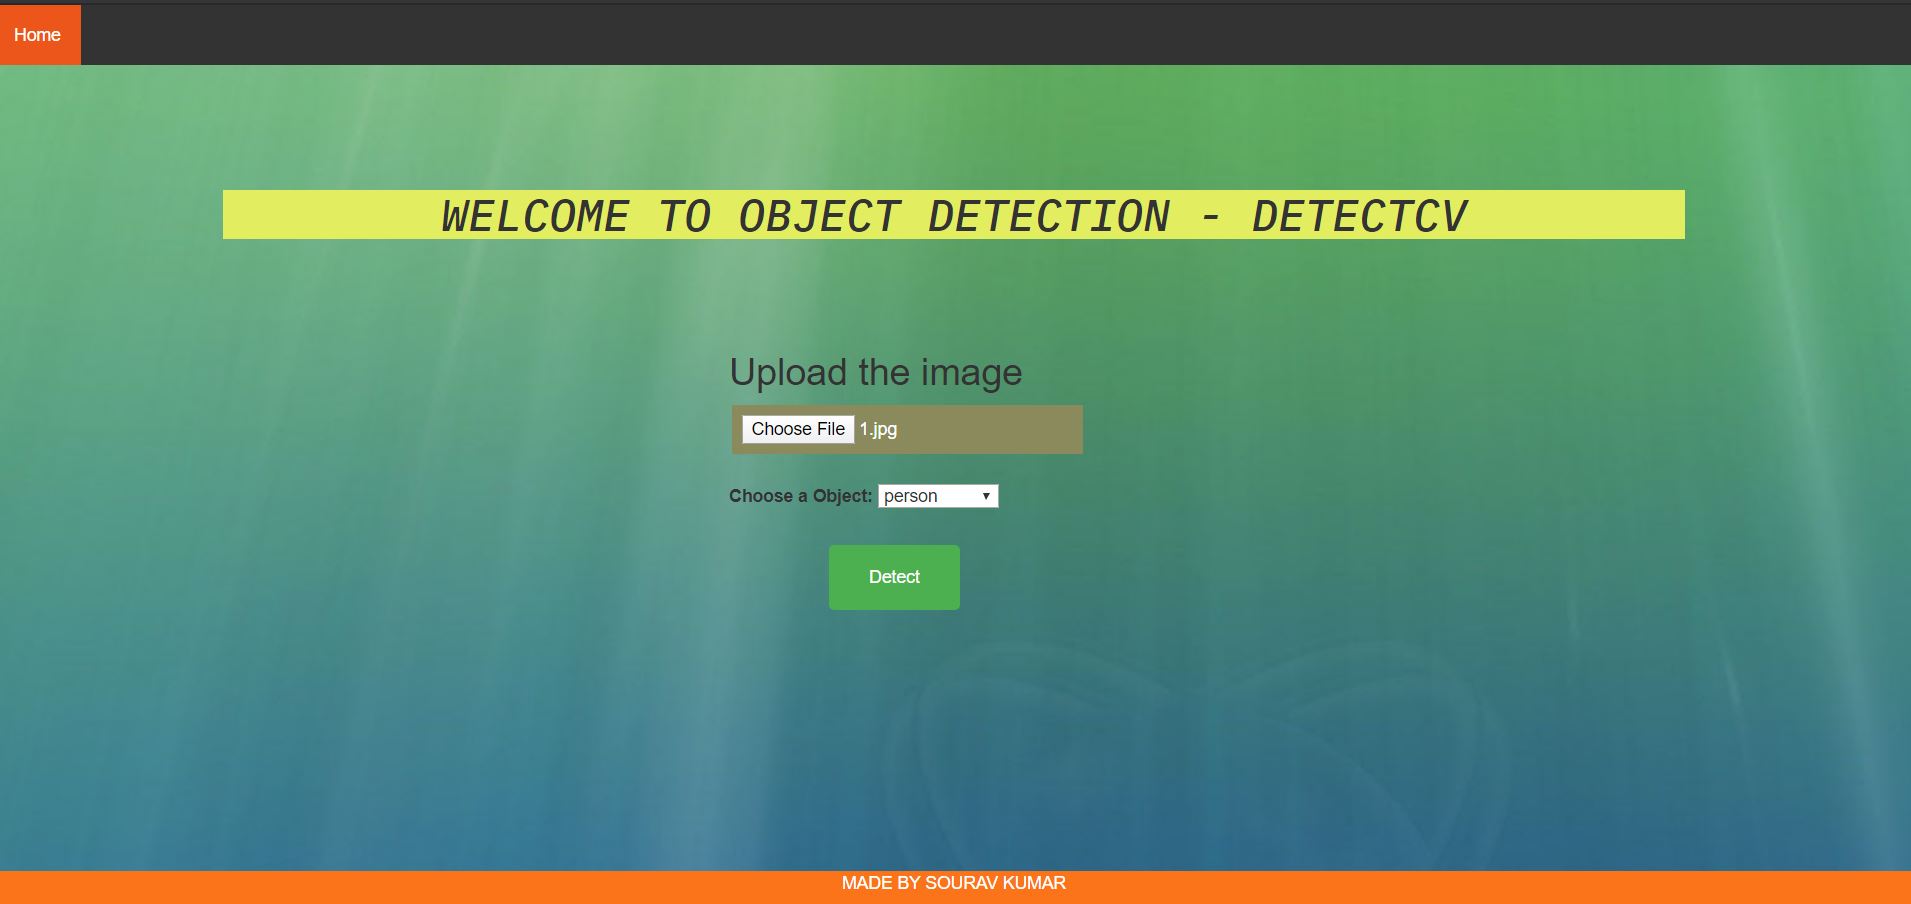 Home
WELCOME TO OBJECT DETECTION - DETECTCV
Upload the image
Choose File 1.jpg
Choose a Object: person
Detect
MADE BY SOURAV KUMAR